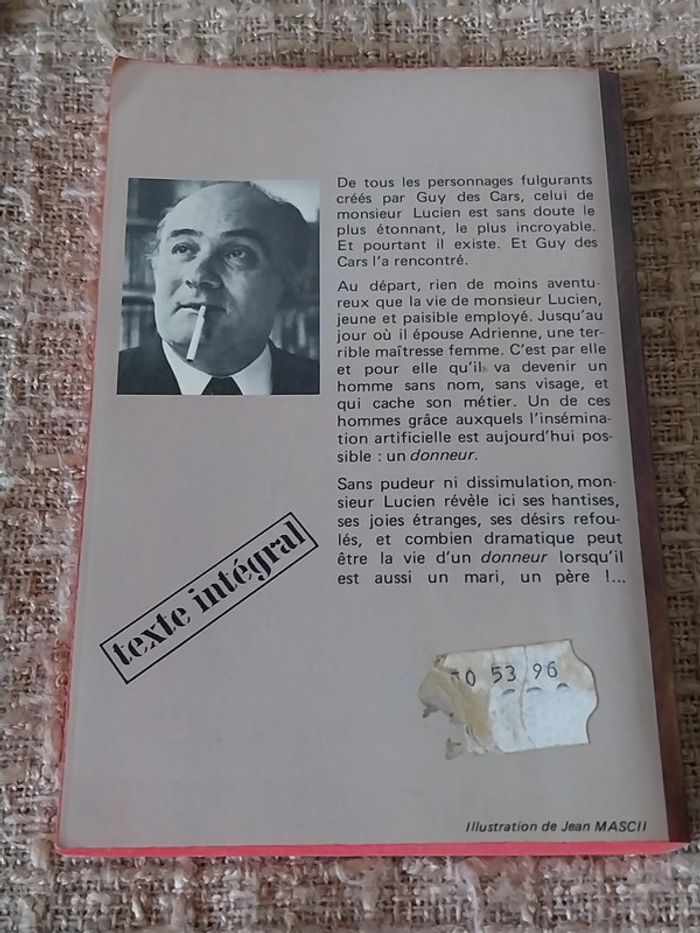 De tous les personnages fulgurants
créés par Guy des Cars, celui de
monsieur Lucien est sans doute le
plus étonnant, le plus incroyable.
Et pourtant il existe. Et Guy des
Cars l'a rencontré.
Au départ, rien de moins aventu-
reux que la vie de monsieur Lucien,
jeune et paisible employé. Jusqu'au
jour où il épouse Adrienne, une ter-
rible maîtresse femme. C'est par elle
et pour elle qu'il va devenir un
homme sans nom, sans visage, et
qui cache son métier. Un de ces
hommes grâce auxquels l'insémina-
tion artificielle est aujourd'hui pos-
sible : un donneur.
Sans pudeur ni dissimulation, mon-
sieur Lucien révèle ici ses hantises,
ses joies étranges, ses désirs refou-
lés, et combien dramatique peut
être la vie d'un donneur lorsqu'il
est aussi un mari, un père !...
texte intégral
0 53 96
Illustration de Jean MASCII